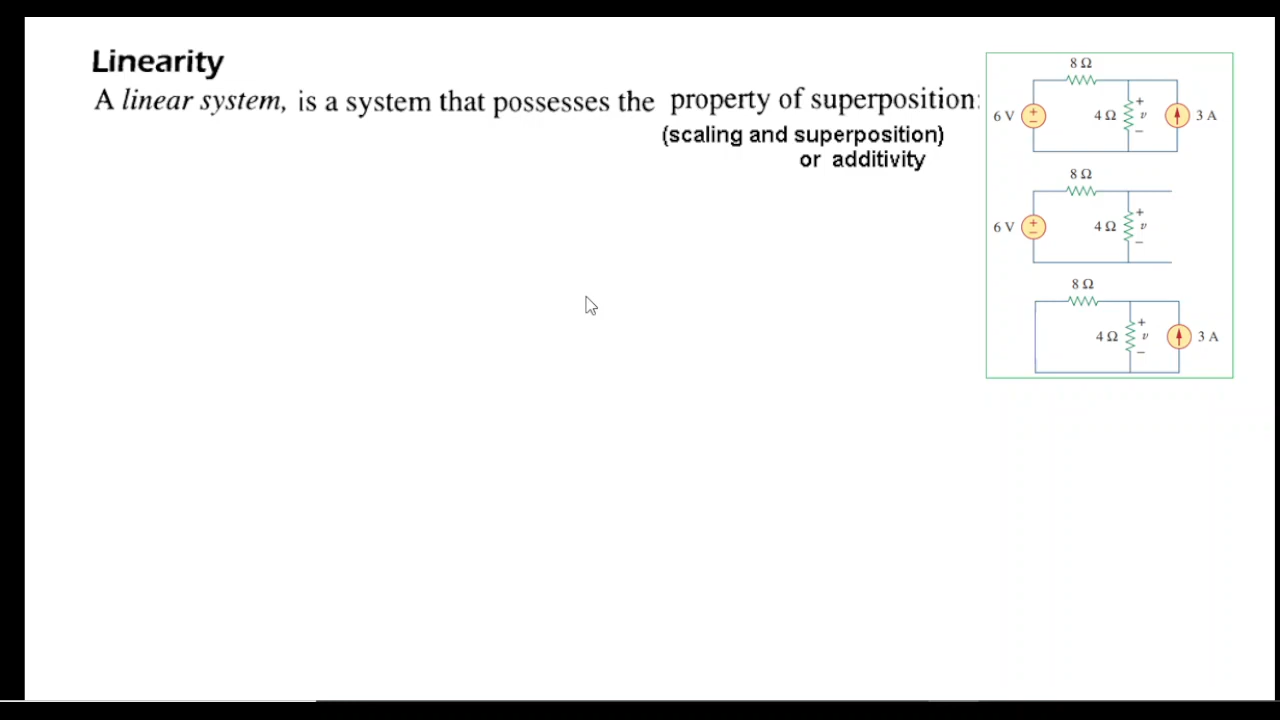 Linearity
A linear system, is a system that possesses the property of superposition:
(scaling and superposition)
or additivity
8 Ω
6 V
+
−
4 Ω
+
v
−
3 A
8 Ω
6 V
+
−
4 Ω
+
v
−
8 Ω
4 Ω
+
v
−
3 A